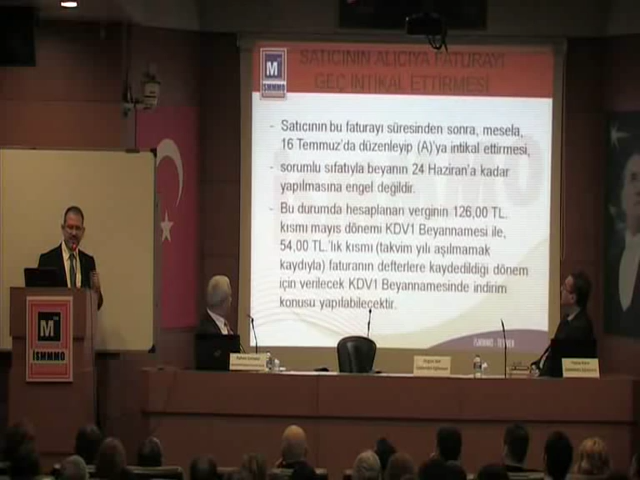 SATICININ ALICIYA FATURAYI
GEÇ İNTİKAL ETTİRMESİ
M
İSMMMO
- Satıcının bu faturayı süresinden sonra, mesela,
16 Temmuz'da düzenleyip (A)'ya intikal ettirmesi,
- sorumlu sıfatıyla beyanın 24 Haziran'a kadar
yapılmasına engel değildir.
- Bu durumda hesaplanan verginin 126,00 TL.
kısmı mayıs dönemi KDV1 Beyannamesi ile,
54,00 TL.'lık kısmı (takvim yılı aşılmamak
kaydıyla) faturanın defterlere kaydedildiği dönem
için verilecek KDV1 Beyannamesinde indirim
konusu yapılabilecektir.
M
İSMMMO